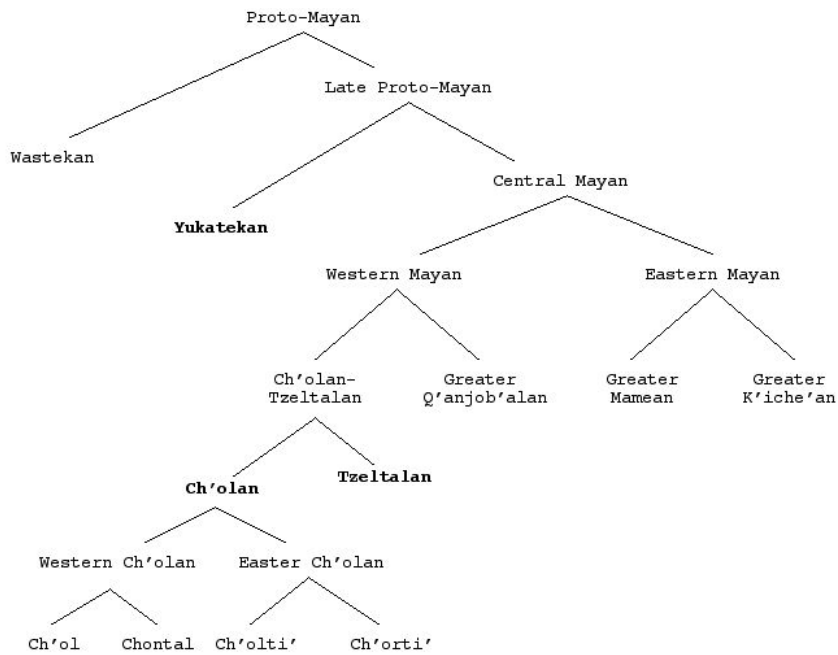 Proto-Mayan
Late Proto-Mayan
Wastekan
Central Mayan
Yukatekan
Western Mayan
Eastern Mayan
Ch'olan-
Tzeltalan
Greater
Q'anjob'alan
Greater
Mamean
Greater
K'iche'an
Ch'olan
Tzeltalan
Western Ch'olan
Easter Ch'olan
Ch'ol
Chontal
Ch'olti'
Ch'orti'